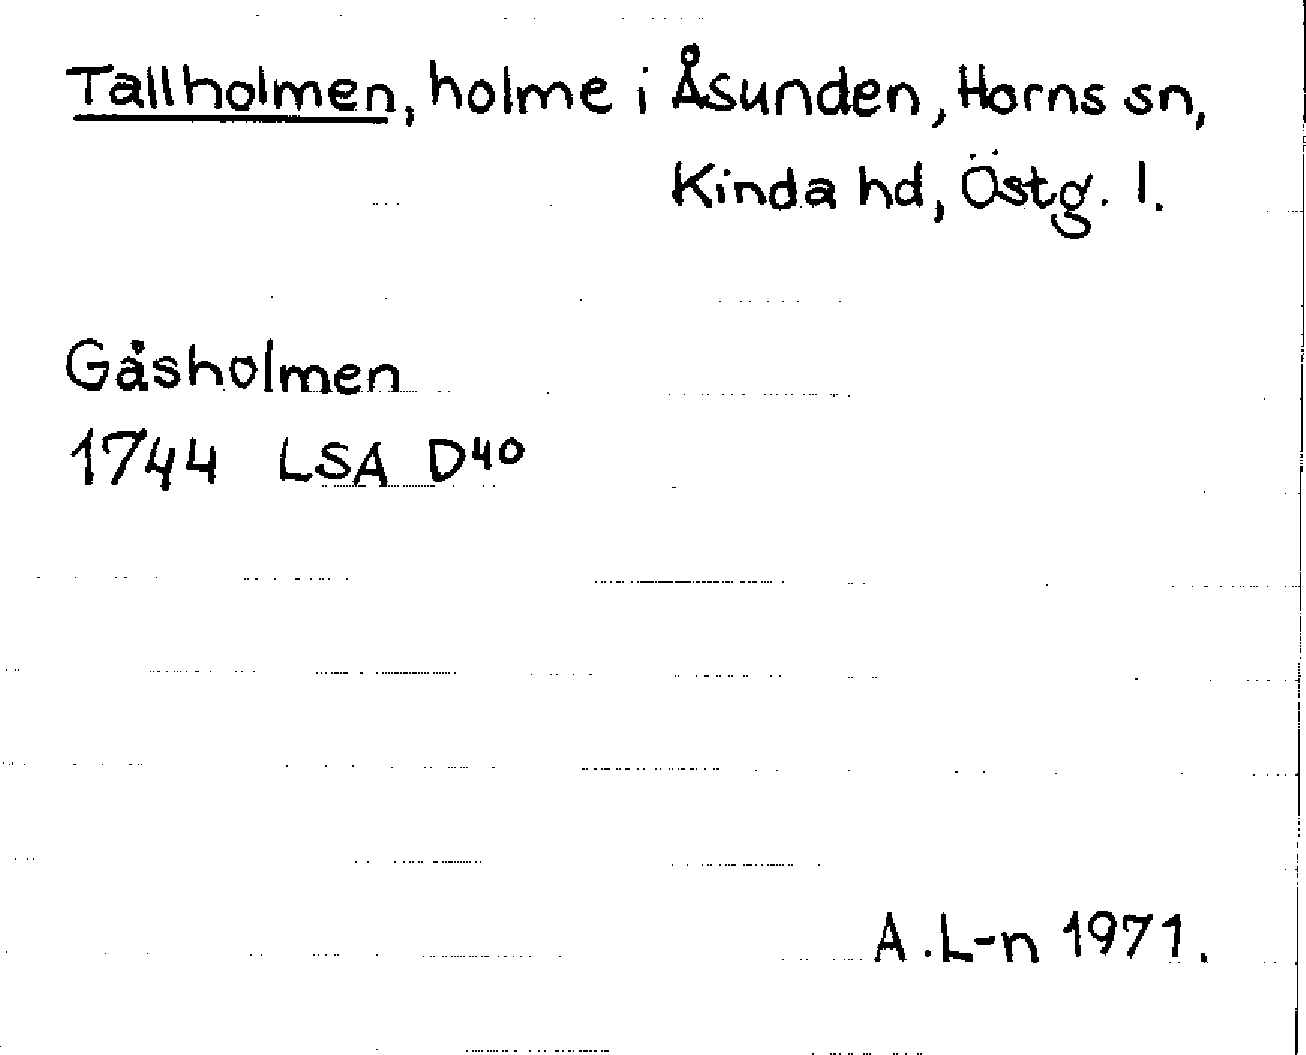 Tallholmen, holme i Åsunden, Horns sn,
Kinda hd, Östg. l.
Gåsholmen
1744 LSA D40
A.L-n 1971.